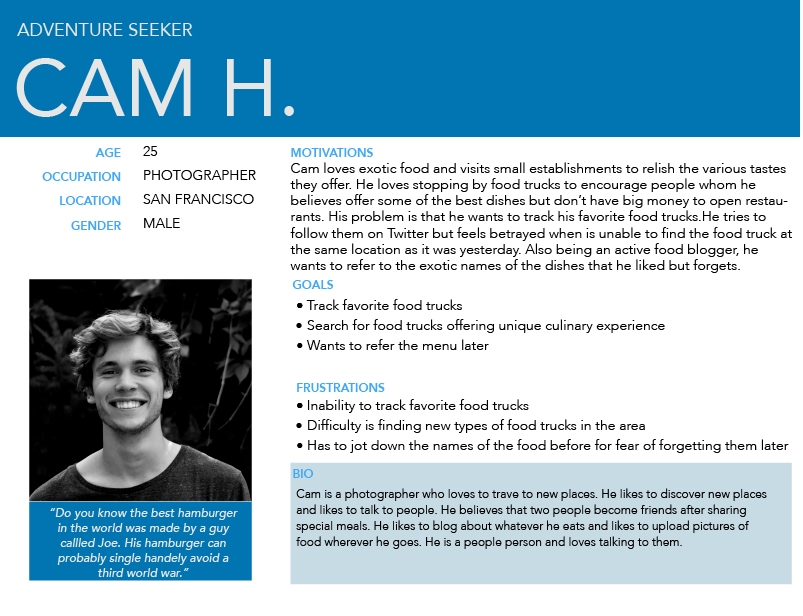 ADVENTURE SEEKER
CAM H.
AGE 25
OCCUPATION PHOTOGRAPHER
LOCATION SAN FRANCISCO
GENDER MALE
MOTIVATIONS
Cam loves exotic food and visits small establishments to relish the various tastes
they offer. He loves stopping by food trucks to encourage people whom he
believes offer some of the best dishes but don't have big money to open restau-
rants. His problem is that he wants to track his favorite food trucks.He tries to
follow them on Twitter but feels betrayed when is unable to find the food truck at
the same location as it was yesterday. Also being an active food blogger, he
wants to refer to the exotic names of the dishes that he liked but forgets.
GOALS
• Track favorite food trucks
• Search for food trucks offering unique culinary experience
• Wants to refer the menu later
FRUSTRATIONS
• Inability to track favorite food trucks
• Difficulty is finding new types of food trucks in the area
• Has to jot down the names of the food before for fear of forgetting them later
BIO
Cam is a photographer who loves to trave to new places. He likes to discover new places
and likes to talk to people. He believes that two people become friends after sharing
special meals. He likes to blog about whatever he eats and likes to upload pictures of
food wherever he goes. He is a people person and loves talking to them.
"Do you know the best hamburger
in the world was made by a guy
callled Joe. His hamburger can
probably single handely avoid a
third world war."